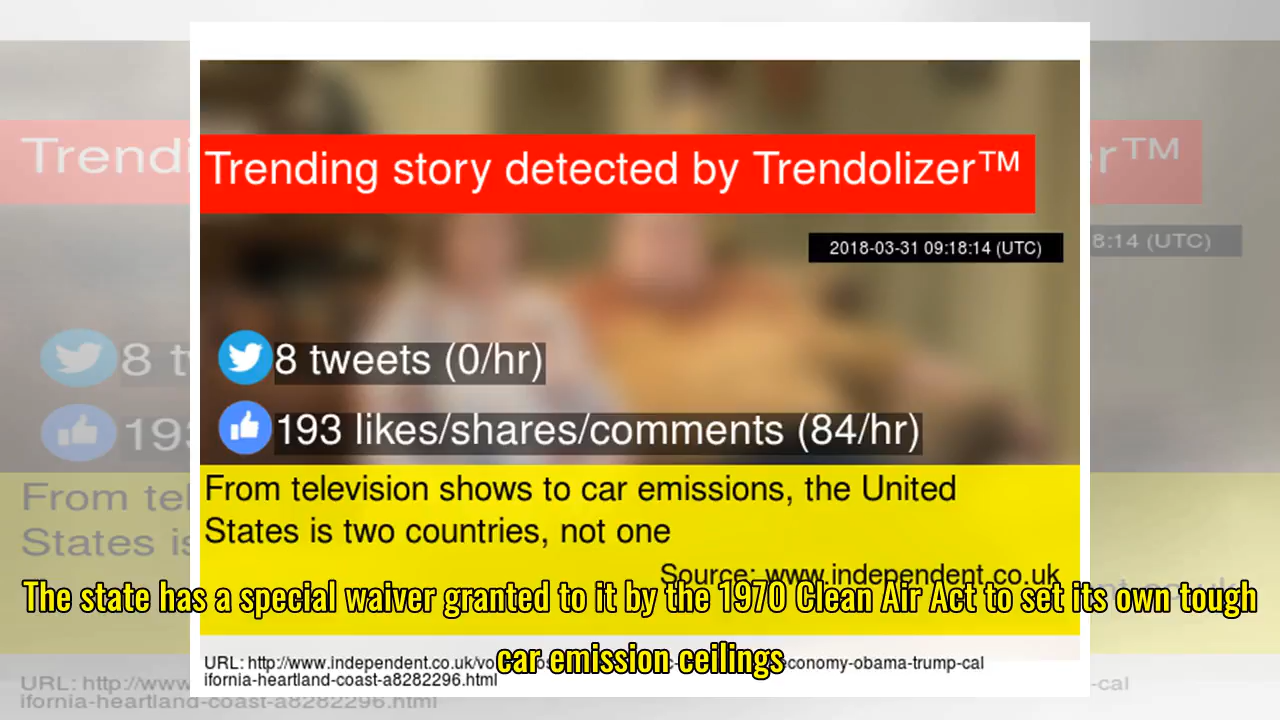 Trending story detected by Trendolizer™
2018-03-31 09:18:14 (UTC)
8 tweets (0/hr)
193 likes/shares/comments (84/hr)
From television shows to car emissions, the United
States is two countries, not one
Source: www.independent.co.uk
The state has a special waiver granted to it by the 1970 Clean Air Act to set its own tough
car emission ceilings
URL: http://www.independent.co.uk/vo economy-obama-trump-cal
ifornia-heartland-coast-a8282296.html